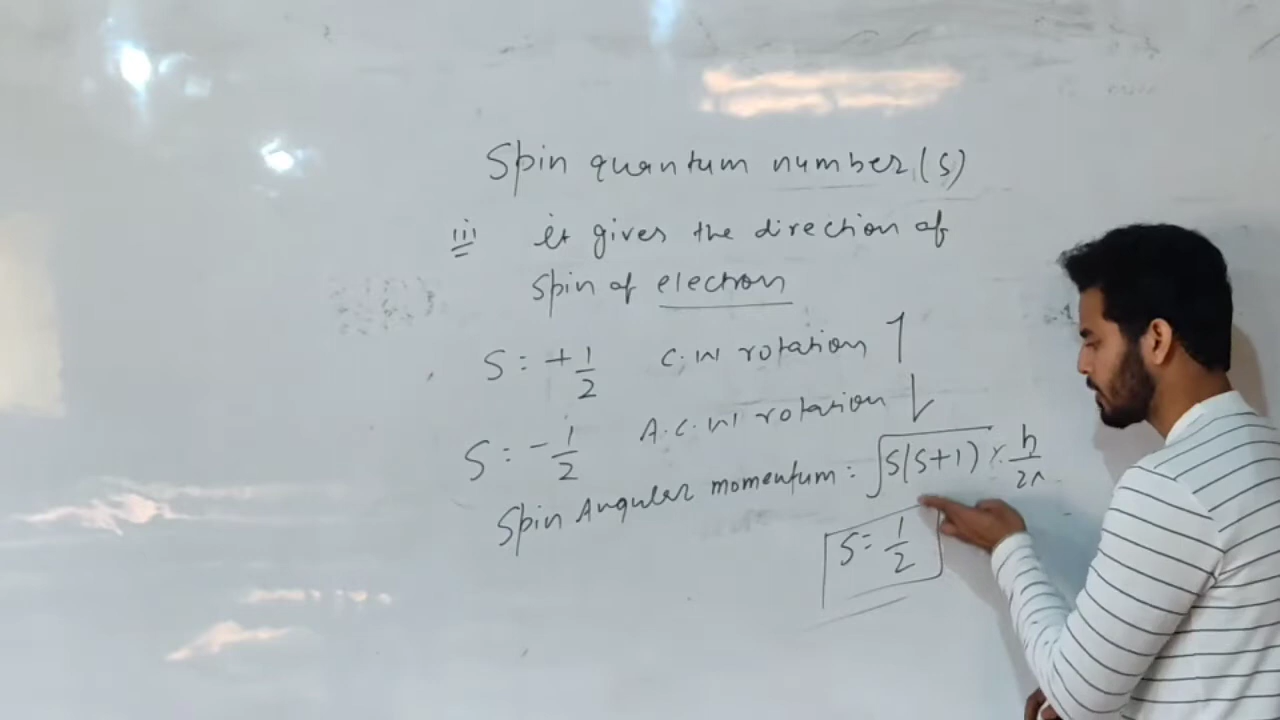 Spin quantum number (s)
iii it gives the direction of
spin of electron
S = + 1/2 C.W rotation ↑
S = - 1/2 A.C.W rotation ↓
Spin Angular momentum = √S(S+1) × h/2π
S = 1/2